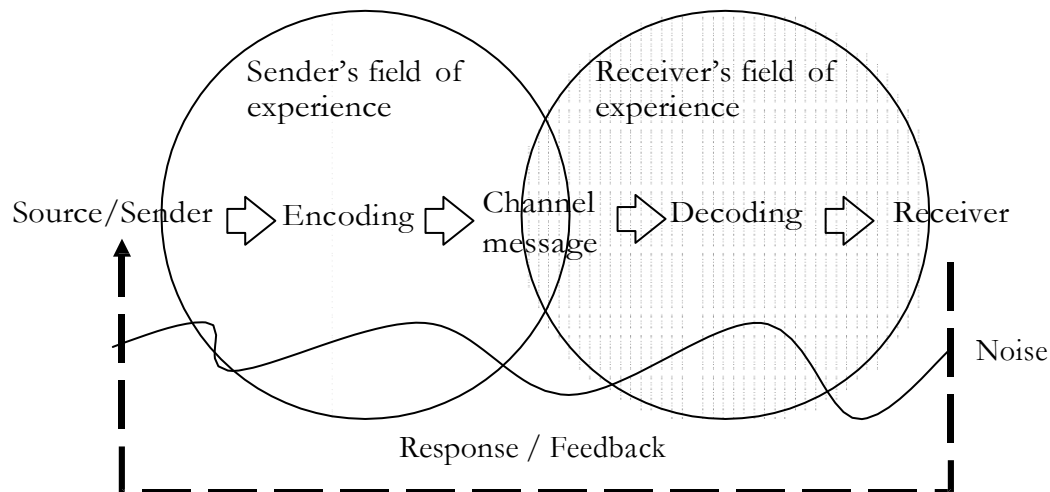 Sender's field of
experience
Receiver's field of
experience
Source/Sender
Encoding
Channel
message
Decoding
Receiver
Noise
Response / Feedback